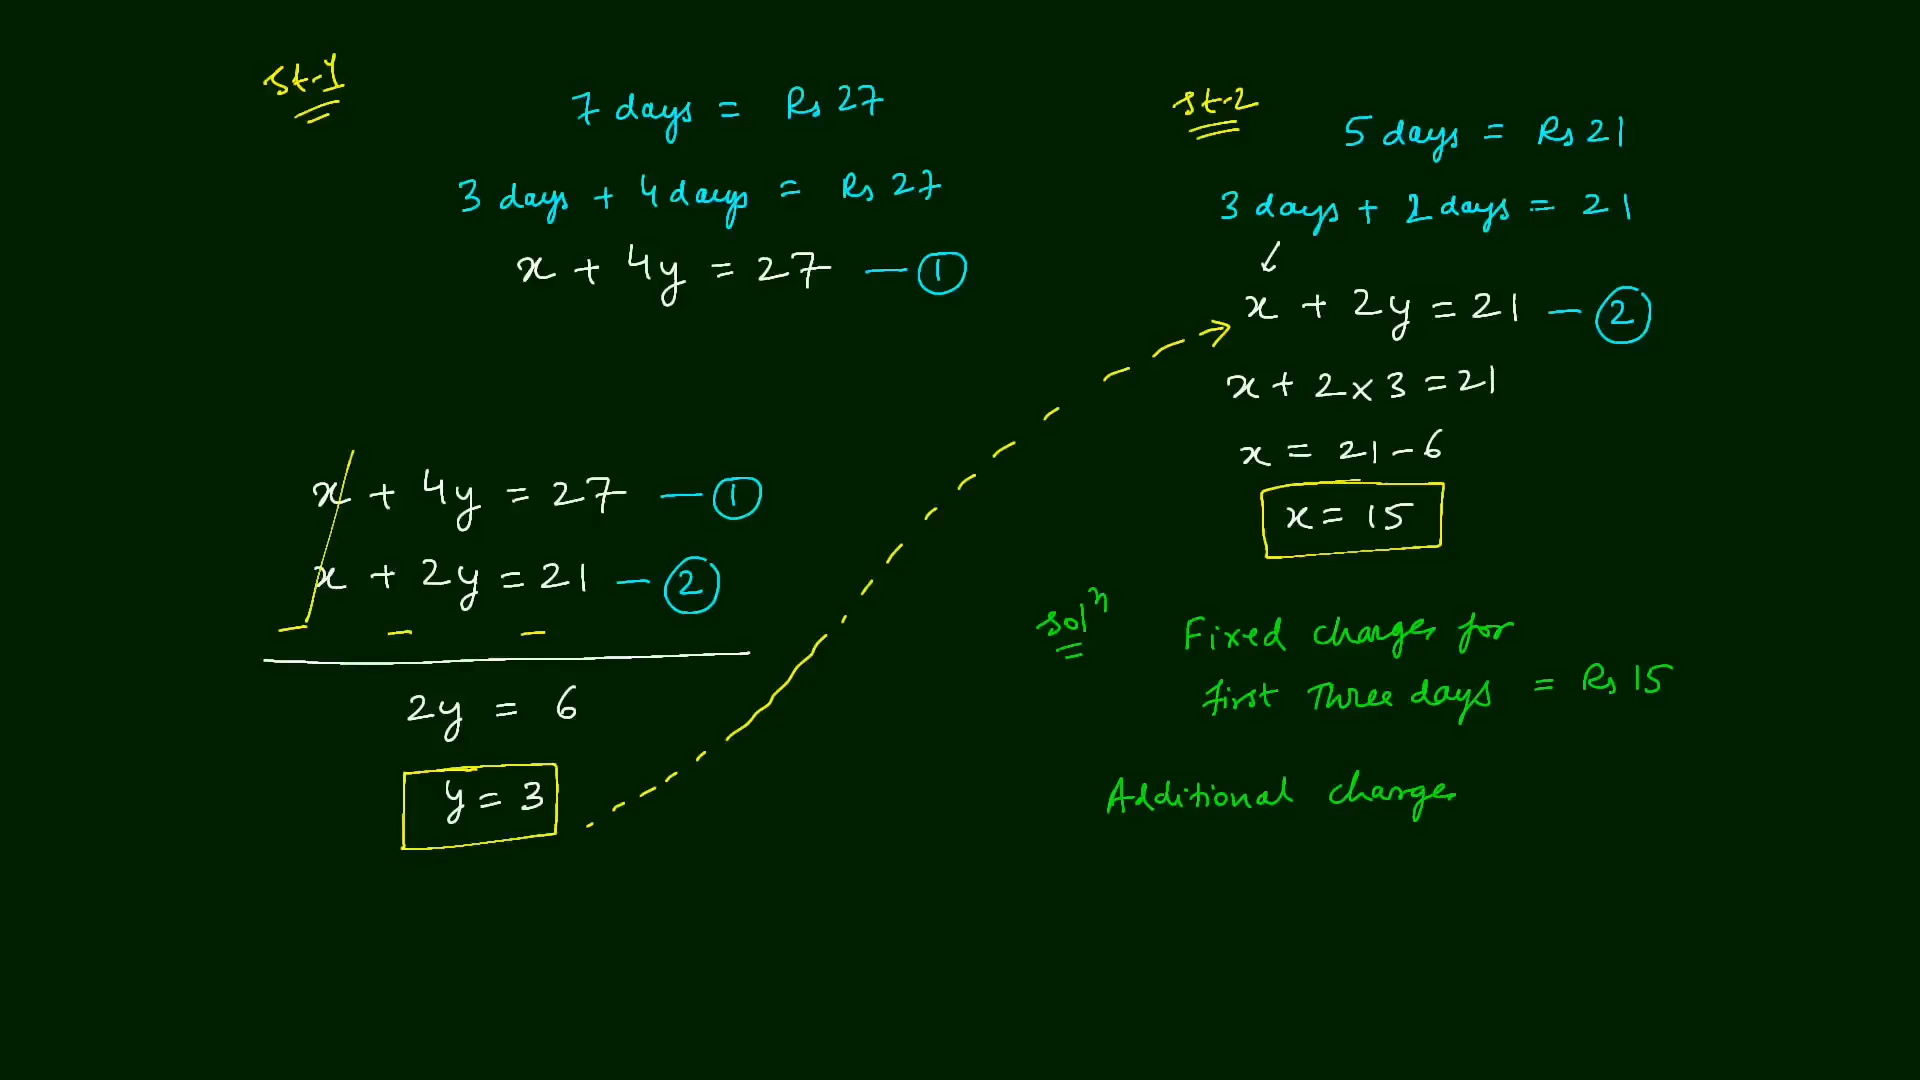 st-1
7 days = Rs 27
3 days + 4 days = Rs 27
x + 4y = 27 — ①
x + 4y = 27 — ①
x + 2y = 21 — ②
— — —
2y = 6
y = 3
st-2
5 days = Rs 21
3 days + 2 days = 21
x + 2y = 21 — ②
x + 2 × 3 = 21
x = 21 - 6
x = 15
solⁿ
Fixed charges for
first Three days = Rs 15
Additional charges